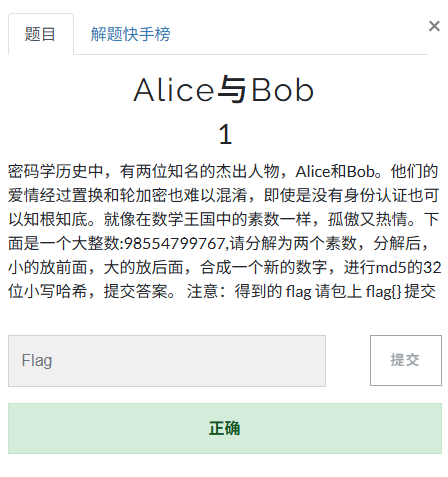 题目 解题快手榜 ×
Alice与Bob
1
密码学历史中，有两位知名的杰出人物，Alice和Bob。他们的
爱情经过置换和轮加密也难以混淆，即使是没有身份认证也可
以知根知底。就像在数学王国中的素数一样，孤傲又热情。下
面是一个大整数:98554799767,请分解为两个素数，分解后，
小的放前面，大的放后面，合成一个新的数字，进行md5的32
位小写哈希，提交答案。 注意：得到的 flag 请包上 flag{} 提交
Flag 提交
正确